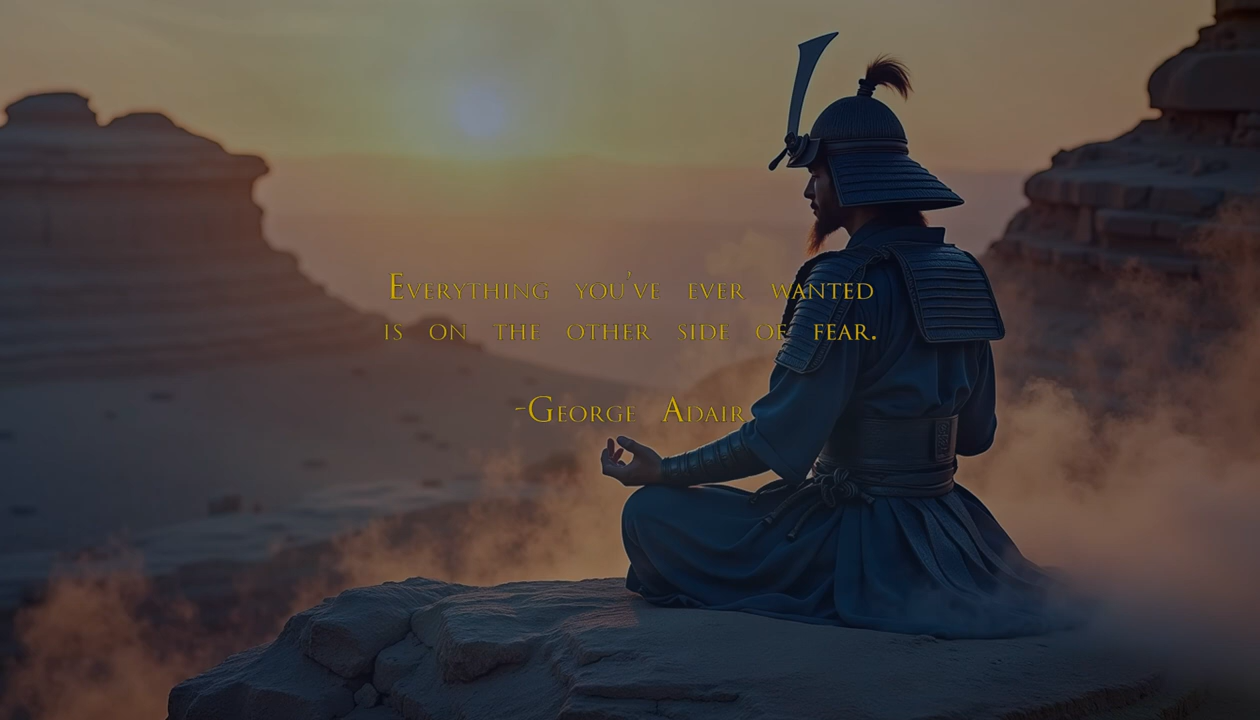 Everything you've ever wanted
is on the other side of fear.
-George Adair